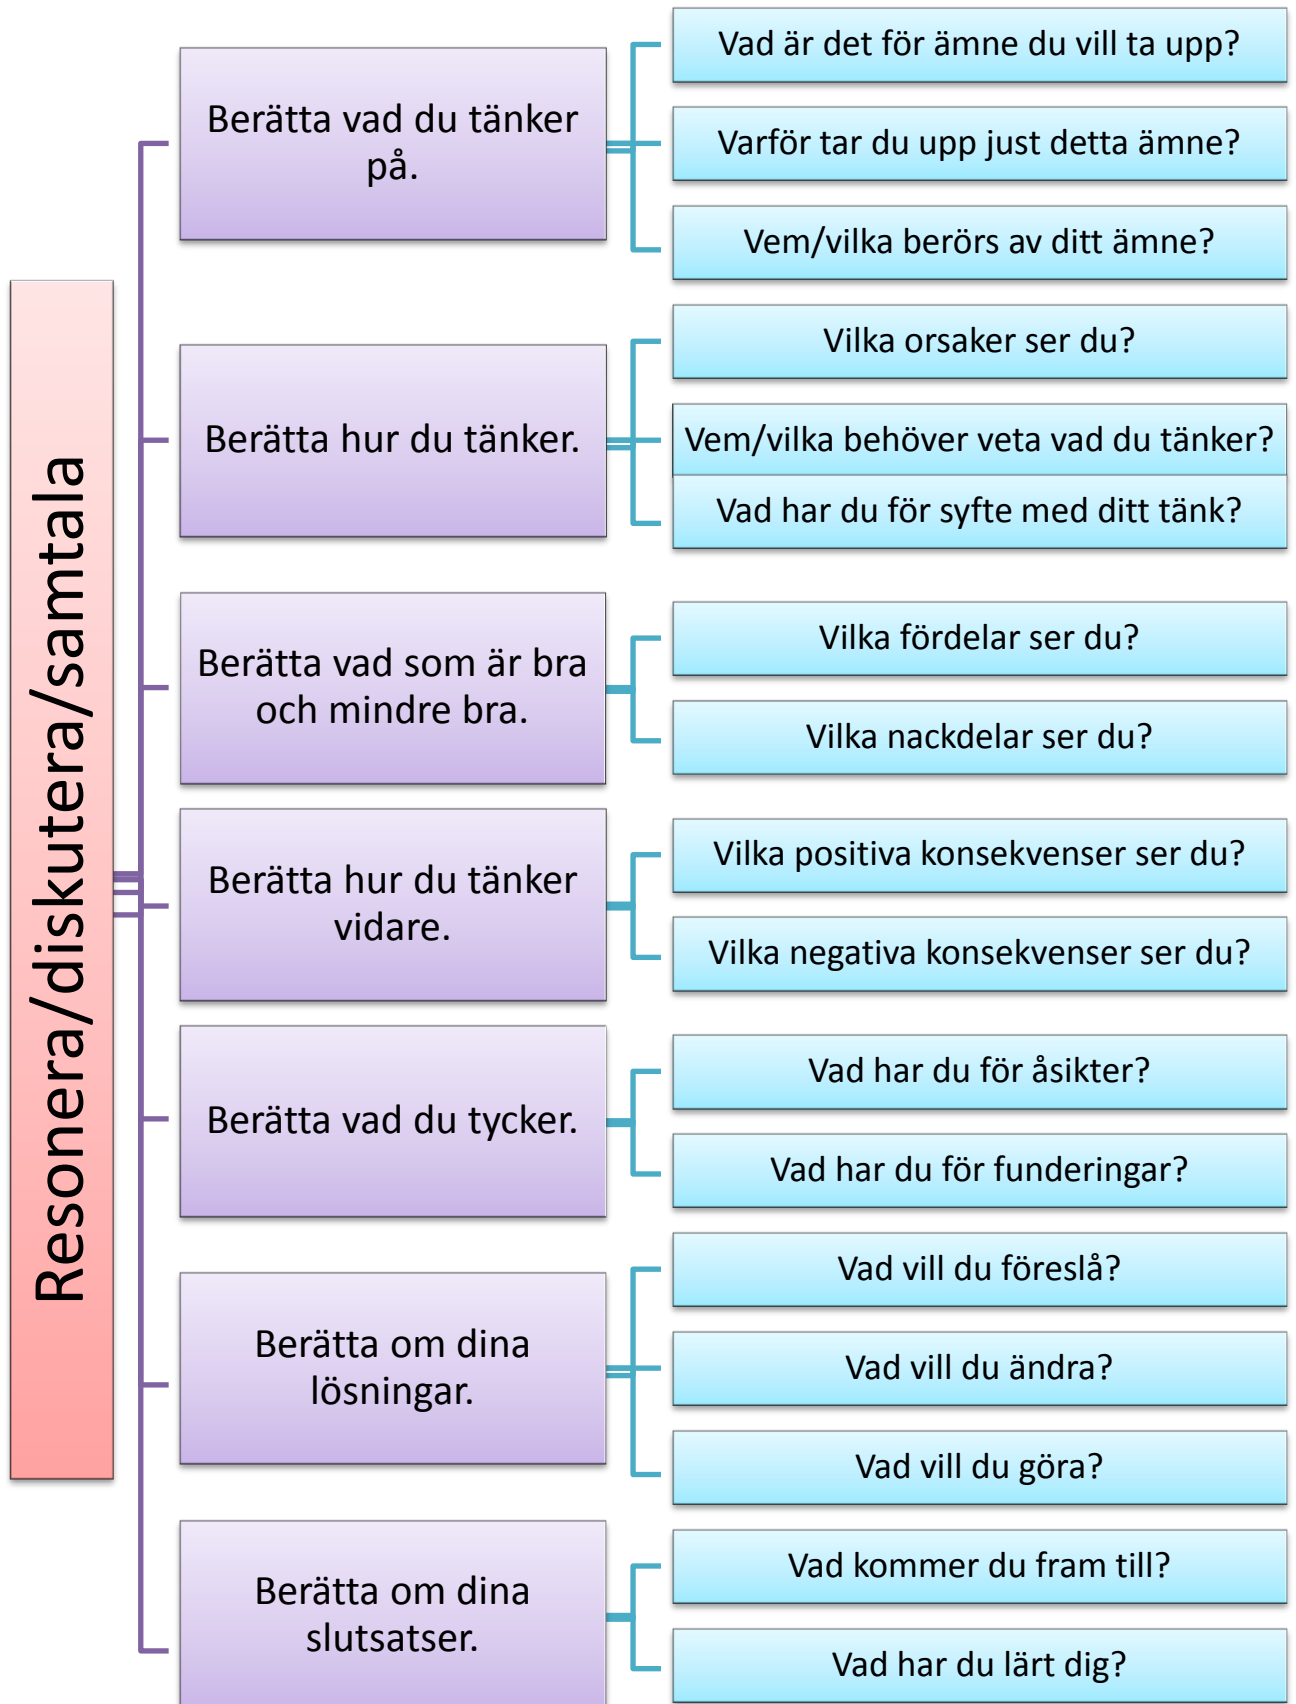 Resonera/diskutera/samtala
Berätta vad du tänker
på.
Vad är det för ämne du vill ta upp?
Varför tar du upp just detta ämne?
Vem/vilka berörs av ditt ämne?
Berätta hur du tänker.
Vilka orsaker ser du?
Vem/vilka behöver veta vad du tänker?
Vad har du för syfte med ditt tänk?
Berätta vad som är bra
och mindre bra.
Vilka fördelar ser du?
Vilka nackdelar ser du?
Berätta hur du tänker
vidare.
Vilka positiva konsekvenser ser du?
Vilka negativa konsekvenser ser du?
Berätta vad du tycker.
Vad har du för åsikter?
Vad har du för funderingar?
Berätta om dina
lösningar.
Vad vill du föreslå?
Vad vill du ändra?
Vad vill du göra?
Berätta om dina
slutsatser.
Vad kommer du fram till?
Vad har du lärt dig?